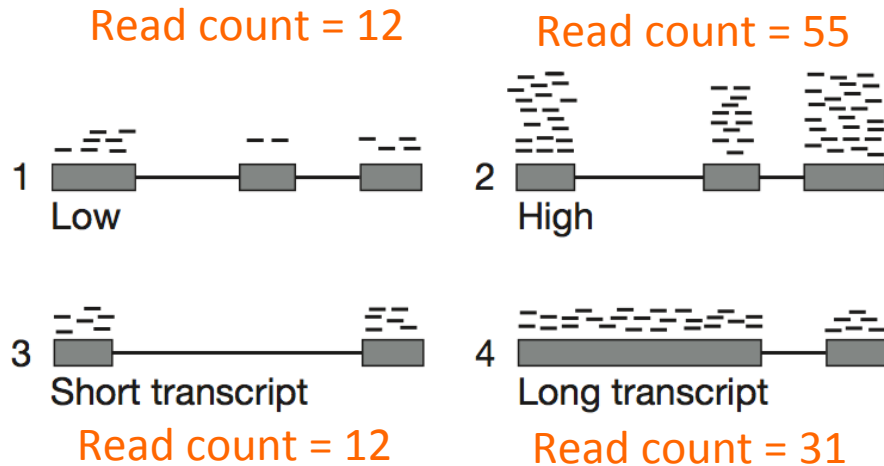 Read count = 12
Read count = 55
1
2
Low
High
3
4
Short transcript
Long transcript
Read count = 12
Read count = 31